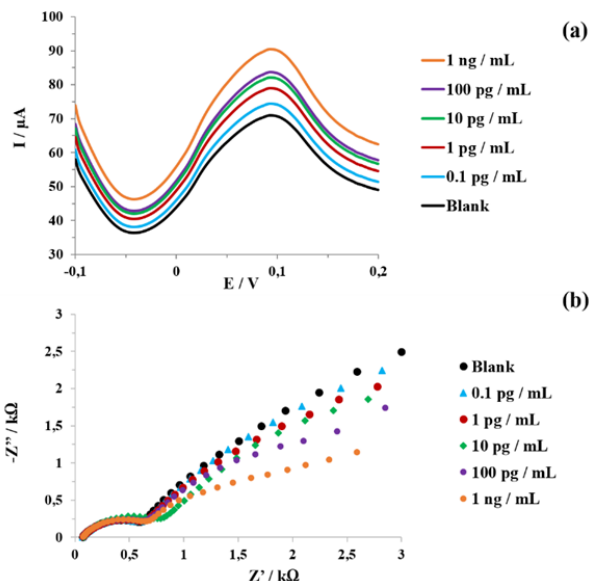 (a)
100
90
80
70
60
50
40
30
I / µA
-0,1
0
0,1
0,2
E / V
1 ng / mL
100 pg / mL
10 pg / mL
1 pg / mL
0.1 pg / mL
Blank
(b)
2,5
2
1,5
1
0,5
0
-Z'' / kΩ
0
0,5
1
1,5
2
2,5
3
Z' / kΩ
Blank
0.1 pg / mL
1 pg / mL
10 pg / mL
100 pg / mL
1 ng / mL